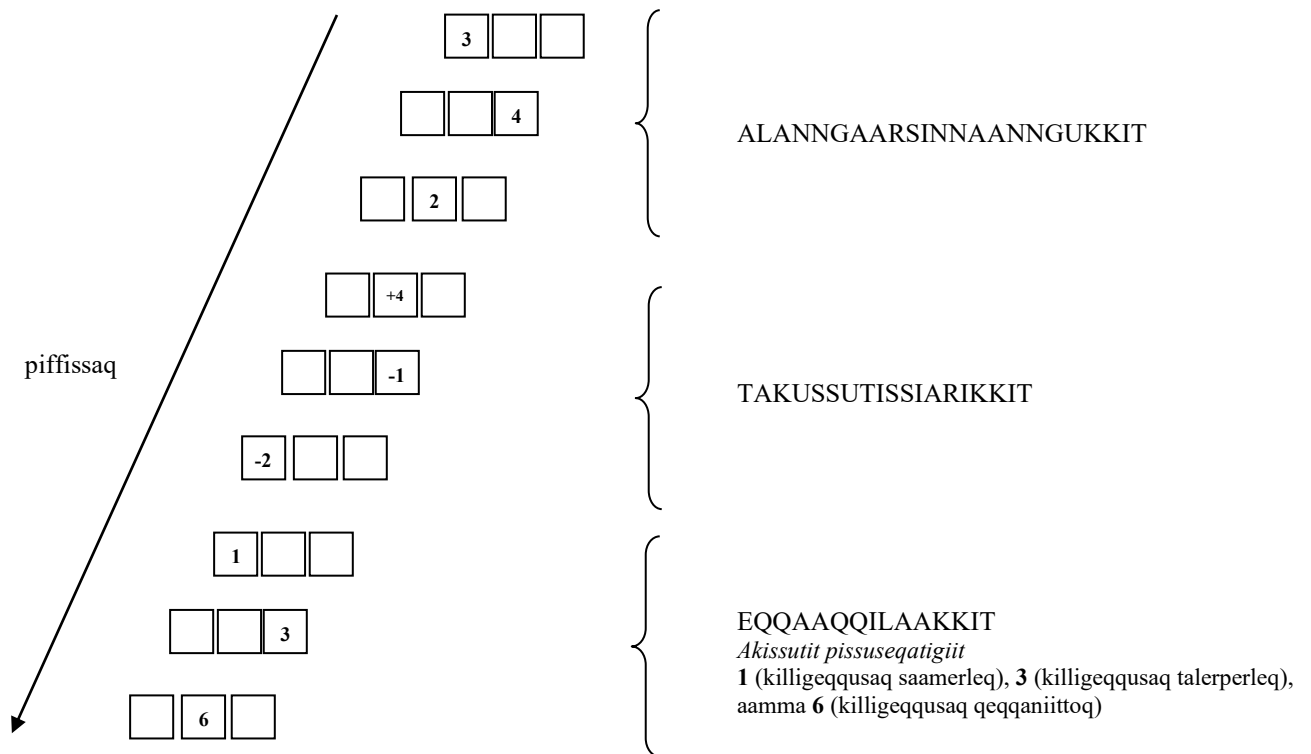 3
4
ALANNGAARSINNAANNGUKKIT
2
+4
piffissaq
-1
TAKUSSUTISSIARIKKIT
-2
1
3
EQQAAQQILAAKKIT
Akissutit pissuseqatigiit
1 (killigeqqusaq saamerleq), 3 (killigeqqusaq talerperleq),
aamma 6 (killigeqqusaq qeqqaniittoq)
6